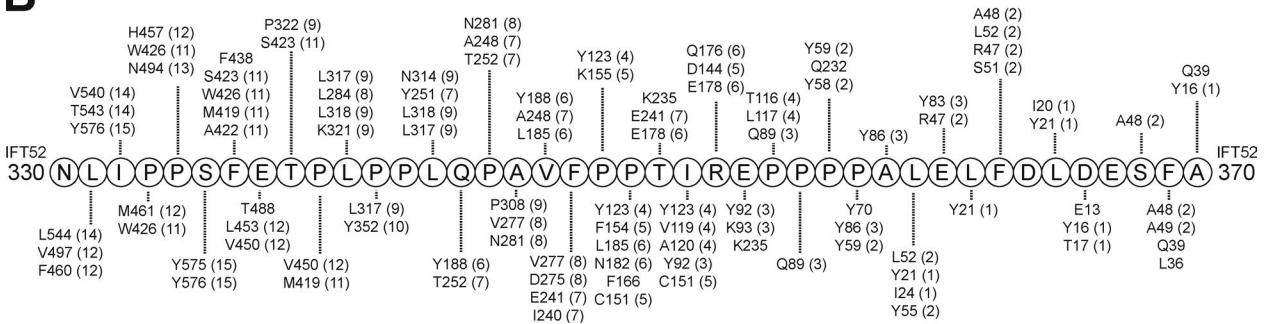 B
V540 (14)
T543 (14)
Y576 (15)
H457 (12)
W426 (11)
N494 (13)
F438
S423 (11)
W426 (11)
M419 (11)
A422 (11)
P322 (9)
S423 (11)
L317 (9)
L284 (8)
L318 (9)
K321 (9)
N314 (9)
Y251 (7)
L318 (9)
L317 (9)
N281 (8)
A248 (7)
T252 (7)
Y188 (6)
A248 (7)
L185 (6)
Y123 (4)
K155 (5)
K235
E241 (7)
E178 (6)
Q176 (6)
D144 (5)
E178 (6)
T116 (4)
L117 (4)
Q89 (3)
Y59 (2)
Q232
Y58 (2)
Y86 (3)
Y83 (3)
R47 (2)
A48 (2)
L52 (2)
R47 (2)
S51 (2)
I20 (1)
Y21 (1)
A48 (2)
Q39
Y16 (1)
IFT52
330 N L I P P S F E T P L P P L Q P A V F P P T I R E P P P P A L E L F D L D E S F A 370
IFT52
L544 (14)
V497 (12)
F460 (12)
M461 (12)
W426 (11)
Y575 (15)
Y576 (15)
T488
L453 (12)
V450 (12)
V450 (12)
M419 (11)
L317 (9)
Y352 (10)
Y188 (6)
T252 (7)
P308 (9)
V277 (8)
N281 (8)
V277 (8)
D275 (8)
E241 (7)
I240 (7)
Y123 (4)
F154 (5)
L185 (6)
N182 (6)
F166
C151 (5)
Y123 (4)
V119 (4)
A120 (4)
Y92 (3)
C151 (5)
Y92 (3)
K93 (3)
K235
Q89 (3)
Y70
Y86 (3)
Y59 (2)
L52 (2)
Y21 (1)
I24 (1)
Y55 (2)
Y21 (1)
E13
Y16 (1)
T17 (1)
A48 (2)
A49 (2)
Q39
L36